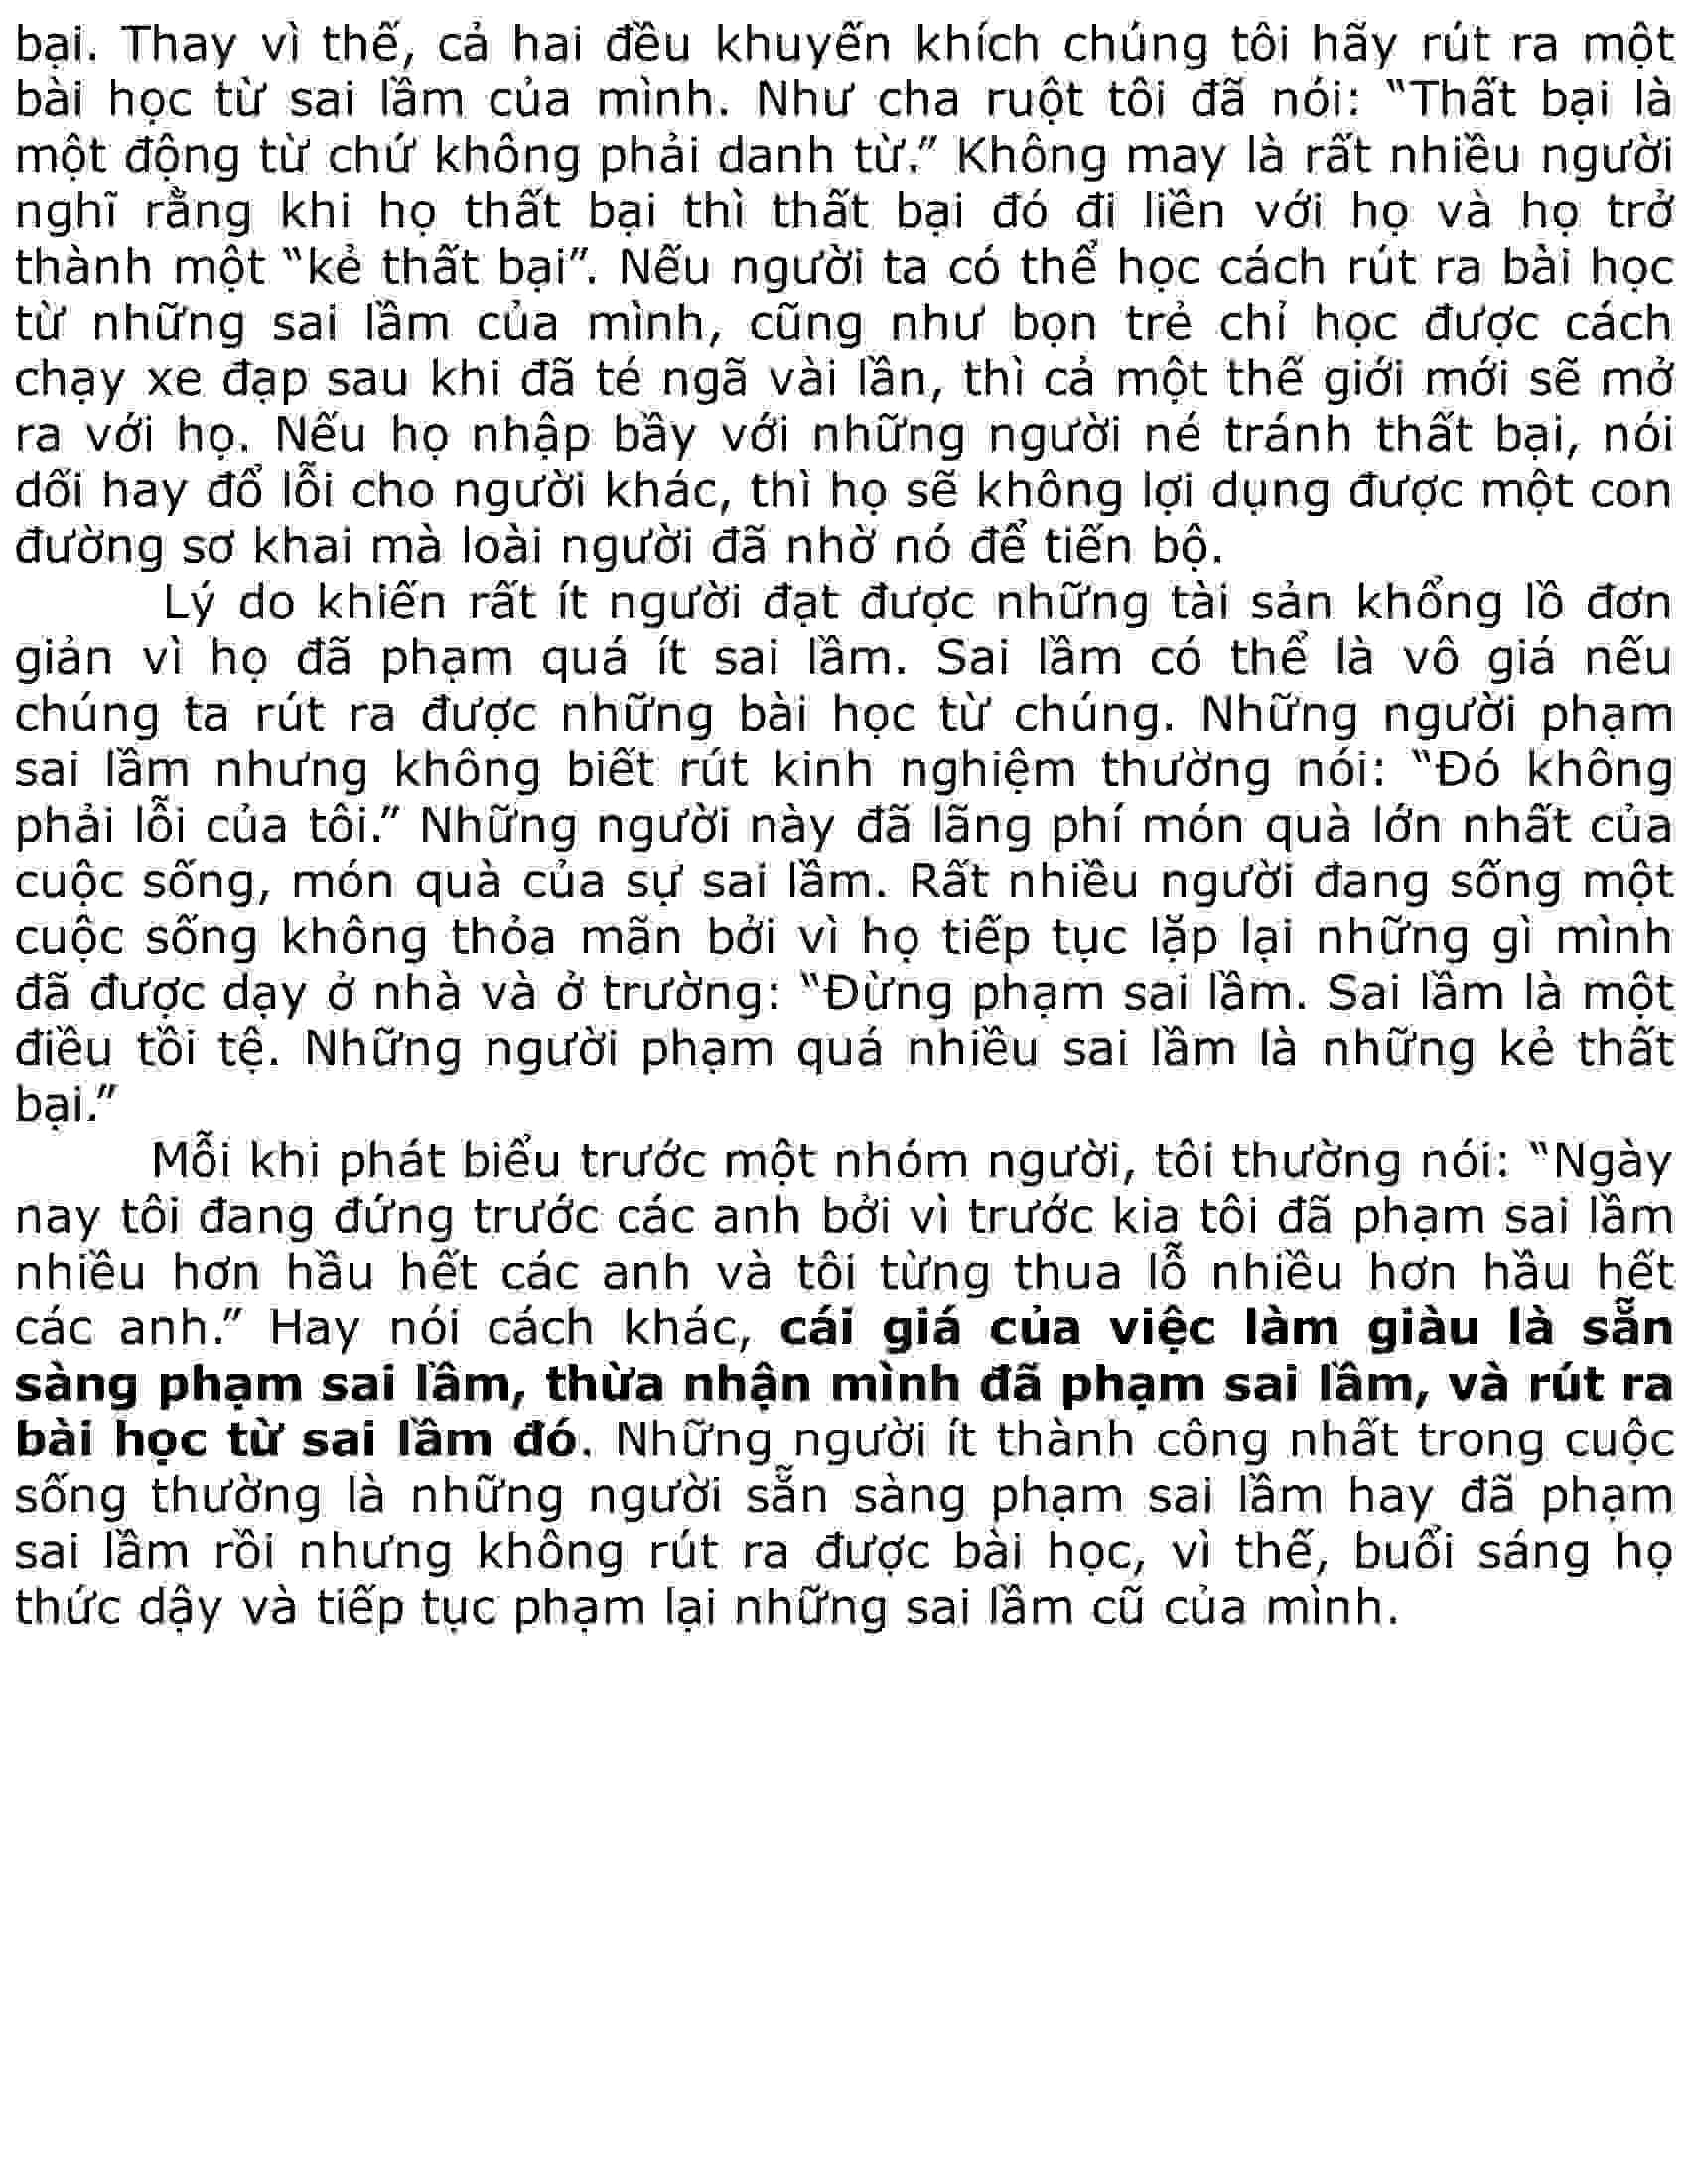 bại. Thay vì thế, cả hai đều khuyến khích chúng tôi hãy rút ra một
bài học từ sai lầm của mình. Như cha ruột tôi đã nói: “Thất bại là
một động từ chứ không phải danh từ.” Không may là rất nhiều người
nghĩ rằng khi họ thất bại thì thất bại đó đi liền với họ và họ trở
thành một “kẻ thất bại”. Nếu người ta có thể học cách rút ra bài học
từ những sai lầm của mình, cũng như bọn trẻ chỉ học được cách
chạy xe đạp sau khi đã té ngã vài lần, thì cả một thế giới mới sẽ mở
ra với họ. Nếu họ nhập bầy với những người né tránh thất bại, nói
dối hay đổ lỗi cho người khác, thì họ sẽ không lợi dụng được một con
đường sơ khai mà loài người đã nhờ nó để tiến bộ.
Lý do khiến rất ít người đạt được những tài sản khổng lồ đơn
giản vì họ đã phạm quá ít sai lầm. Sai lầm có thể là vô giá nếu
chúng ta rút ra được những bài học từ chúng. Những người phạm
sai lầm nhưng không biết rút kinh nghiệm thường nói: “Đó không
phải lỗi của tôi.” Những người này đã lãng phí món quà lớn nhất của
cuộc sống, món quà của sự sai lầm. Rất nhiều người đang sống một
cuộc sống không thỏa mãn bởi vì họ tiếp tục lặp lại những gì mình
đã được dạy ở nhà và ở trường: “Đừng phạm sai lầm. Sai lầm là một
điều tồi tệ. Những người phạm quá nhiều sai lầm là những kẻ thất
bại.”
Mỗi khi phát biểu trước một nhóm người, tôi thường nói: “Ngày
nay tôi đang đứng trước các anh bởi vì trước kia tôi đã phạm sai lầm
nhiều hơn hầu hết các anh và tôi từng thua lỗ nhiều hơn hầu hết
các anh.” Hay nói cách khác, cái giá của việc làm giàu là sẵn
sàng phạm sai lầm, thừa nhận mình đã phạm sai lầm, và rút ra
bài học từ sai lầm đó. Những người ít thành công nhất trong cuộc
sống thường là những người sẵn sàng phạm sai lầm hay đã phạm
sai lầm rồi nhưng không rút ra được bài học, vì thế, buổi sáng họ
thức dậy và tiếp tục phạm lại những sai lầm cũ của mình.